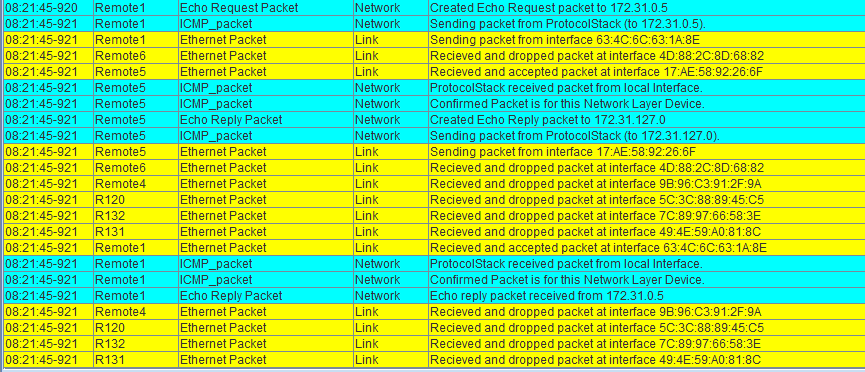 08:21:45-920 Remote1 Echo Request Packet Network Created Echo Request packet to 172.31.0.5
08:21:45-921 Remote1 ICMP_packet Network Sending packet from ProtocolStack (to 172.31.0.5).
08:21:45-921 Remote1 Ethernet Packet Link Sending packet from interface 63:4C:6C:63:1A:8E
08:21:45-921 Remote6 Ethernet Packet Link Recieved and dropped packet at interface 4D:88:2C:8D:68:82
08:21:45-921 Remote5 Ethernet Packet Link Recieved and accepted packet at interface 17:AE:58:92:26:6F
08:21:45-921 Remote5 ICMP_packet Network ProtocolStack received packet from local Interface.
08:21:45-921 Remote5 ICMP_packet Network Confirmed Packet is for this Network Layer Device.
08:21:45-921 Remote5 Echo Reply Packet Network Created Echo Reply packet to 172.31.127.0
08:21:45-921 Remote5 ICMP_packet Network Sending packet from ProtocolStack (to 172.31.127.0).
08:21:45-921 Remote5 Ethernet Packet Link Sending packet from interface 17:AE:58:92:26:6F
08:21:45-921 Remote6 Ethernet Packet Link Recieved and dropped packet at interface 4D:88:2C:8D:68:82
08:21:45-921 Remote4 Ethernet Packet Link Recieved and dropped packet at interface 9B:96:C3:91:2F:9A
08:21:45-921 R120 Ethernet Packet Link Recieved and dropped packet at interface 5C:3C:88:89:45:C5
08:21:45-921 R132 Ethernet Packet Link Recieved and dropped packet at interface 7C:89:97:66:58:3E
08:21:45-921 R131 Ethernet Packet Link Recieved and dropped packet at interface 49:4E:59:A0:81:8C
08:21:45-921 Remote1 Ethernet Packet Link Recieved and accepted packet at interface 63:4C:6C:63:1A:8E
08:21:45-921 Remote1 ICMP_packet Network ProtocolStack received packet from local Interface.
08:21:45-921 Remote1 ICMP_packet Network Confirmed Packet is for this Network Layer Device.
08:21:45-921 Remote1 Echo Reply Packet Network Echo reply packet received from 172.31.0.5
08:21:45-921 Remote4 Ethernet Packet Link Recieved and dropped packet at interface 9B:96:C3:91:2F:9A
08:21:45-921 R120 Ethernet Packet Link Recieved and dropped packet at interface 5C:3C:88:89:45:C5
08:21:45-921 R132 Ethernet Packet Link Recieved and dropped packet at interface 7C:89:97:66:58:3E
08:21:45-921 R131 Ethernet Packet Link Recieved and dropped packet at interface 49:4E:59:A0:81:8C